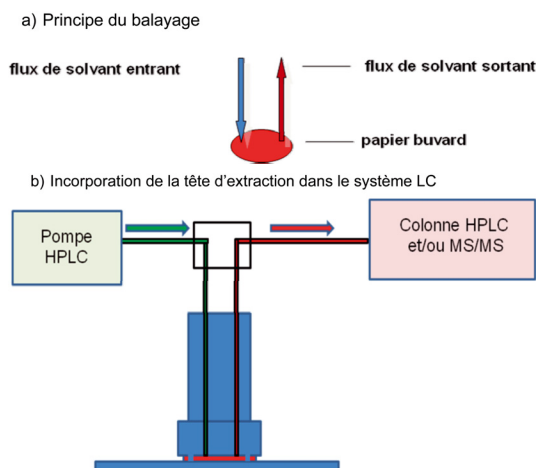 a) Principe du balayage
flux de solvant entrant
flux de solvant sortant
papier buvard
b) Incorporation de la tête d’extraction dans le système LC
Pompe
HPLC
Colonne HPLC
et/ou MS/MS